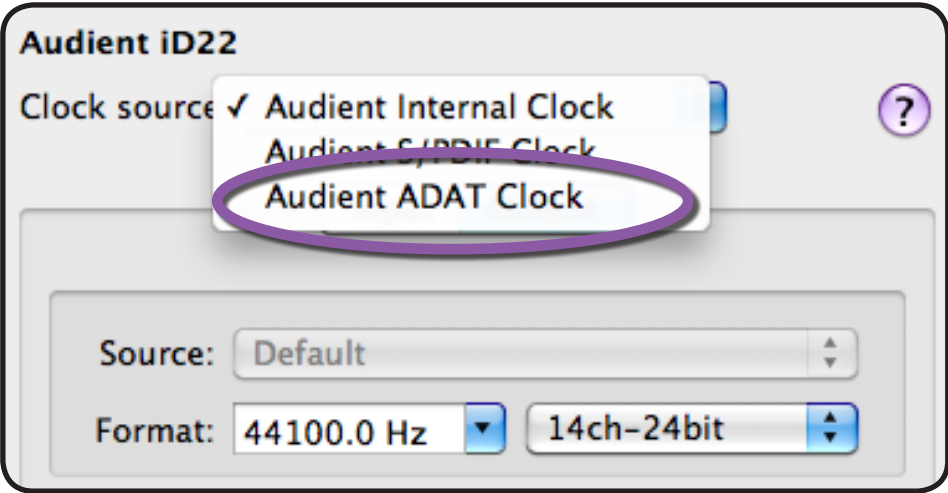 Audient iD22
Clock source ✓ Audient Internal Clock ?
Audient S/PDIF Clock
Audient ADAT Clock
Source: Default
Format: 44100.0 Hz 14ch-24bit